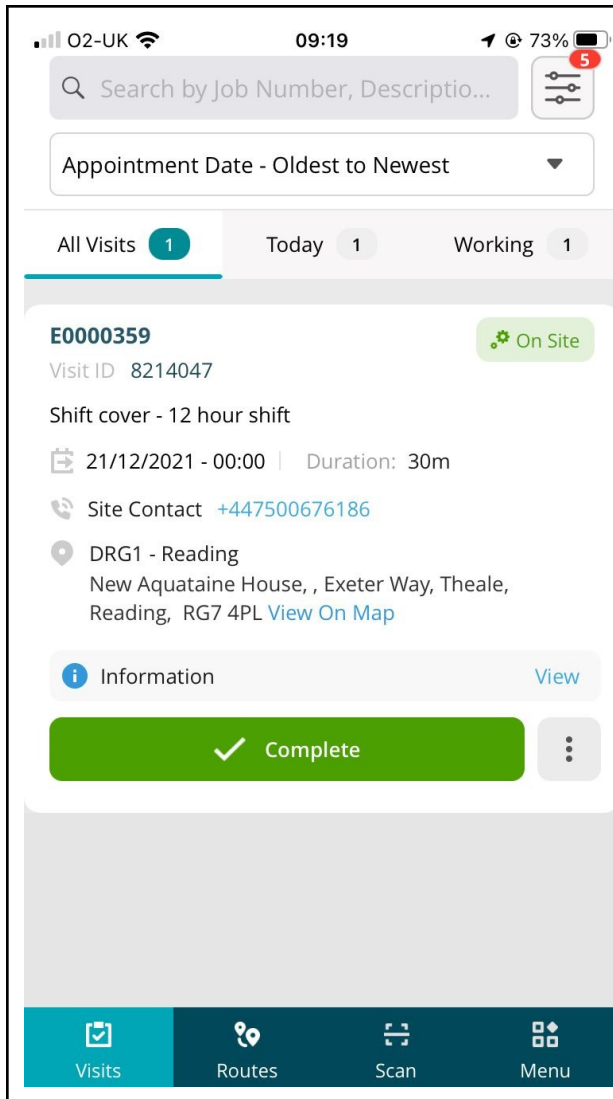 O2-UK 09:19 73%
5
Search by Job Number, Descriptio...
Appointment Date - Oldest to Newest
All Visits 1 Today 1 Working 1
E0000359 On Site
Visit ID 8214047
Shift cover - 12 hour shift
21/12/2021 - 00:00 Duration: 30m
Site Contact +447500676186
DRG1 - Reading
New Aquataine House, , Exeter Way, Theale,
Reading, RG7 4PL View On Map
Information View
Complete
Visits Routes Scan Menu